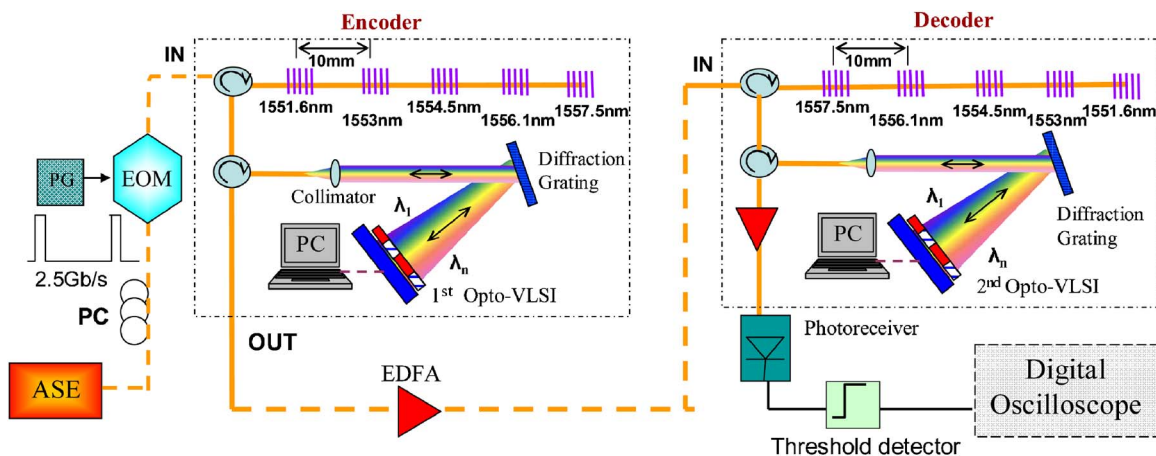 Encoder
IN
10mm
1551.6nm
1553nm
1554.5nm
1556.1nm
1557.5nm
PG
EOM
2.5Gb/s
PC
ASE
Collimator
Diffraction
Grating
PC
λ1
λn
1st Opto-VLSI
OUT
EDFA
Decoder
IN
10mm
1557.5nm
1556.1nm
1554.5nm
1553nm
1551.6nm
Diffraction
Grating
PC
λ1
λn
2nd Opto-VLSI
Photoreceiver
Threshold detector
Digital
Oscilloscope